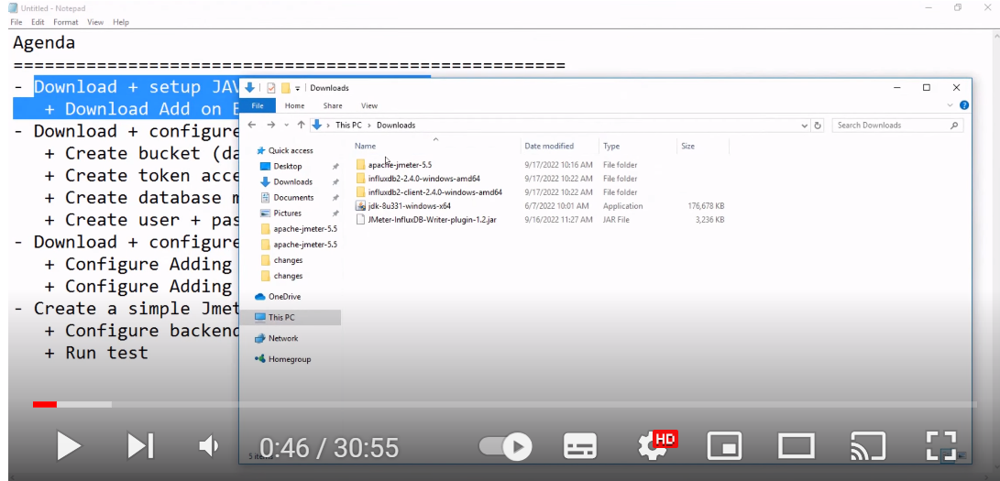 Untitled - Notepad
File Edit Format View Help
Agenda
====================================================
- Download + setup JAV
+ Download Add on
- Download + configure
+ Create bucket (da
+ Create token acce
+ Create database m
+ Create user + pas
- Download + configure
+ Configure Adding
+ Configure Adding
- Create a simple Jmet
+ Configure backend
+ Run test
Downloads
File Home Share View
This PC > Downloads
Search Downloads
Quick access
Desktop
Downloads
Documents
Pictures
apache-jmeter-5.5
apache-jmeter-5.5
changes
changes
OneDrive
This PC
Network
Homegroup
Name Date modified Type Size
apache-jmeter-5.5 9/17/2022 10:16 AM File folder
influxdb2-2.4.0-windows-amd64 9/17/2022 10:22 AM File folder
influxdb2-client-2.4.0-windows-amd64 9/17/2022 10:22 AM File folder
jdk-8u331-windows-x64 6/7/2022 10:01 AM Application 176,678 KB
JMeter-InfluxDB-Writer-plugin-1.2.jar 9/16/2022 11:27 AM JAR File 3,236 KB
0:46 / 30:55
HD